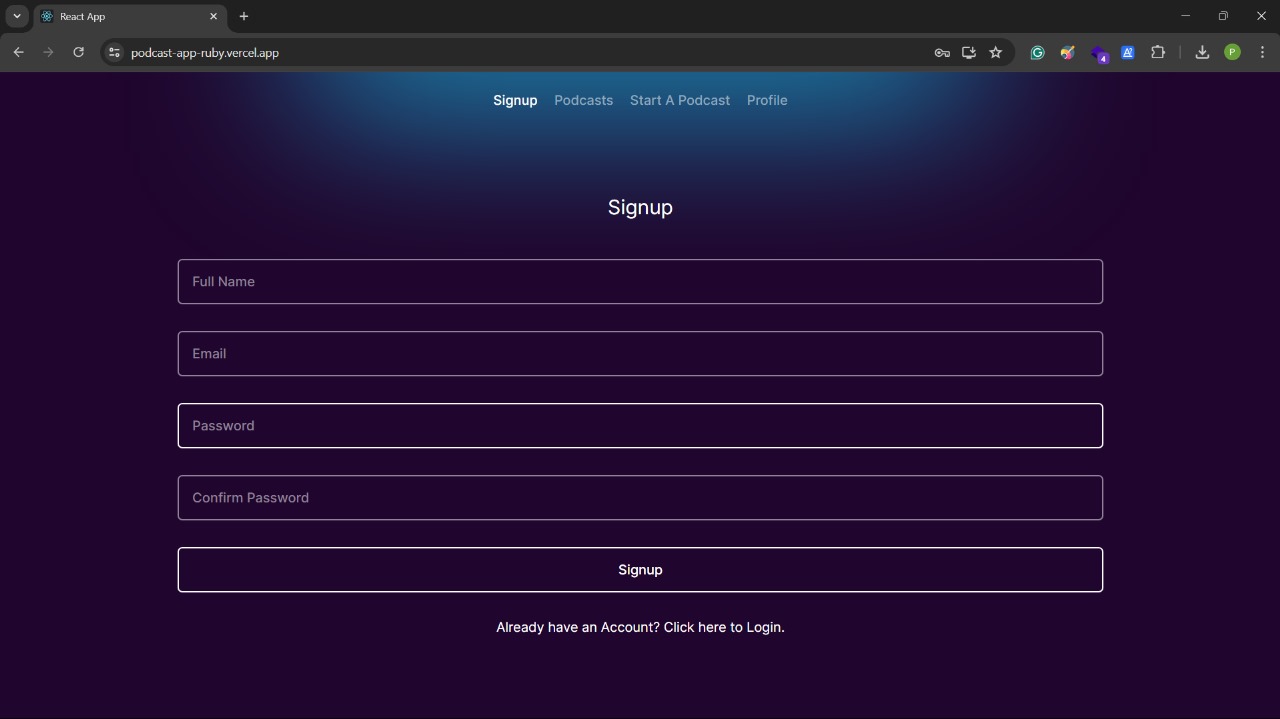 React App
podcast-app-ruby.vercel.app
4
P
Signup Podcasts Start A Podcast Profile
Signup
Full Name
Email
Password
Confirm Password
Signup
Already have an Account? Click here to Login.